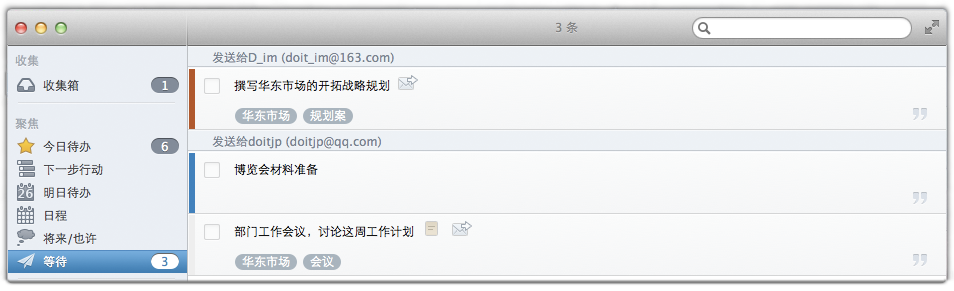 3 条
收集
收集箱 1
聚焦
今日待办 6
下一步行动
26 明日待办
日程
将来/也许
等待 3
发送给D_im (doit_im@163.com)
撰写华东市场的开拓战略规划
华东市场 规划案
发送给doitjp (doitjp@qq.com)
博览会材料准备
部门工作会议，讨论这周工作计划
华东市场 会议